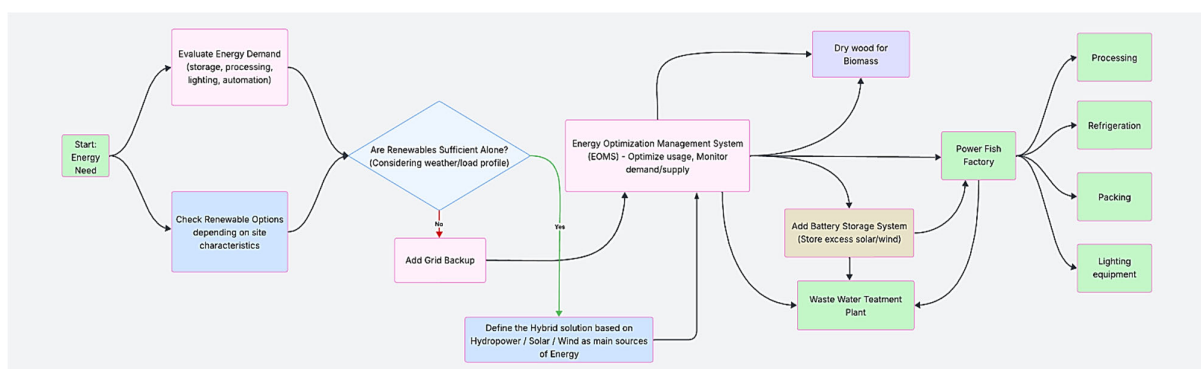 Start:
Energy
Need
Evaluate Energy Demand
(storage, processing,
lighting, automation)
Check Renewable Options
depending on site
characteristics
Are Renewables Sufficient Alone?
(Considering weather/load profile)
No
Yes
Add Grid Backup
Define the Hybrid solution based on
Hydropower / Solar / Wind as main sources
of Energy
Energy Optimization Management System
(EOMS) - Optimize usage, Monitor
demand/supply
Dry wood for
Biomass
Power Fish
Factory
Add Battery Storage System
(Store excess solar/wind)
Waste Water Teatment
Plant
Processing
Refrigeration
Packing
Lighting
equipment